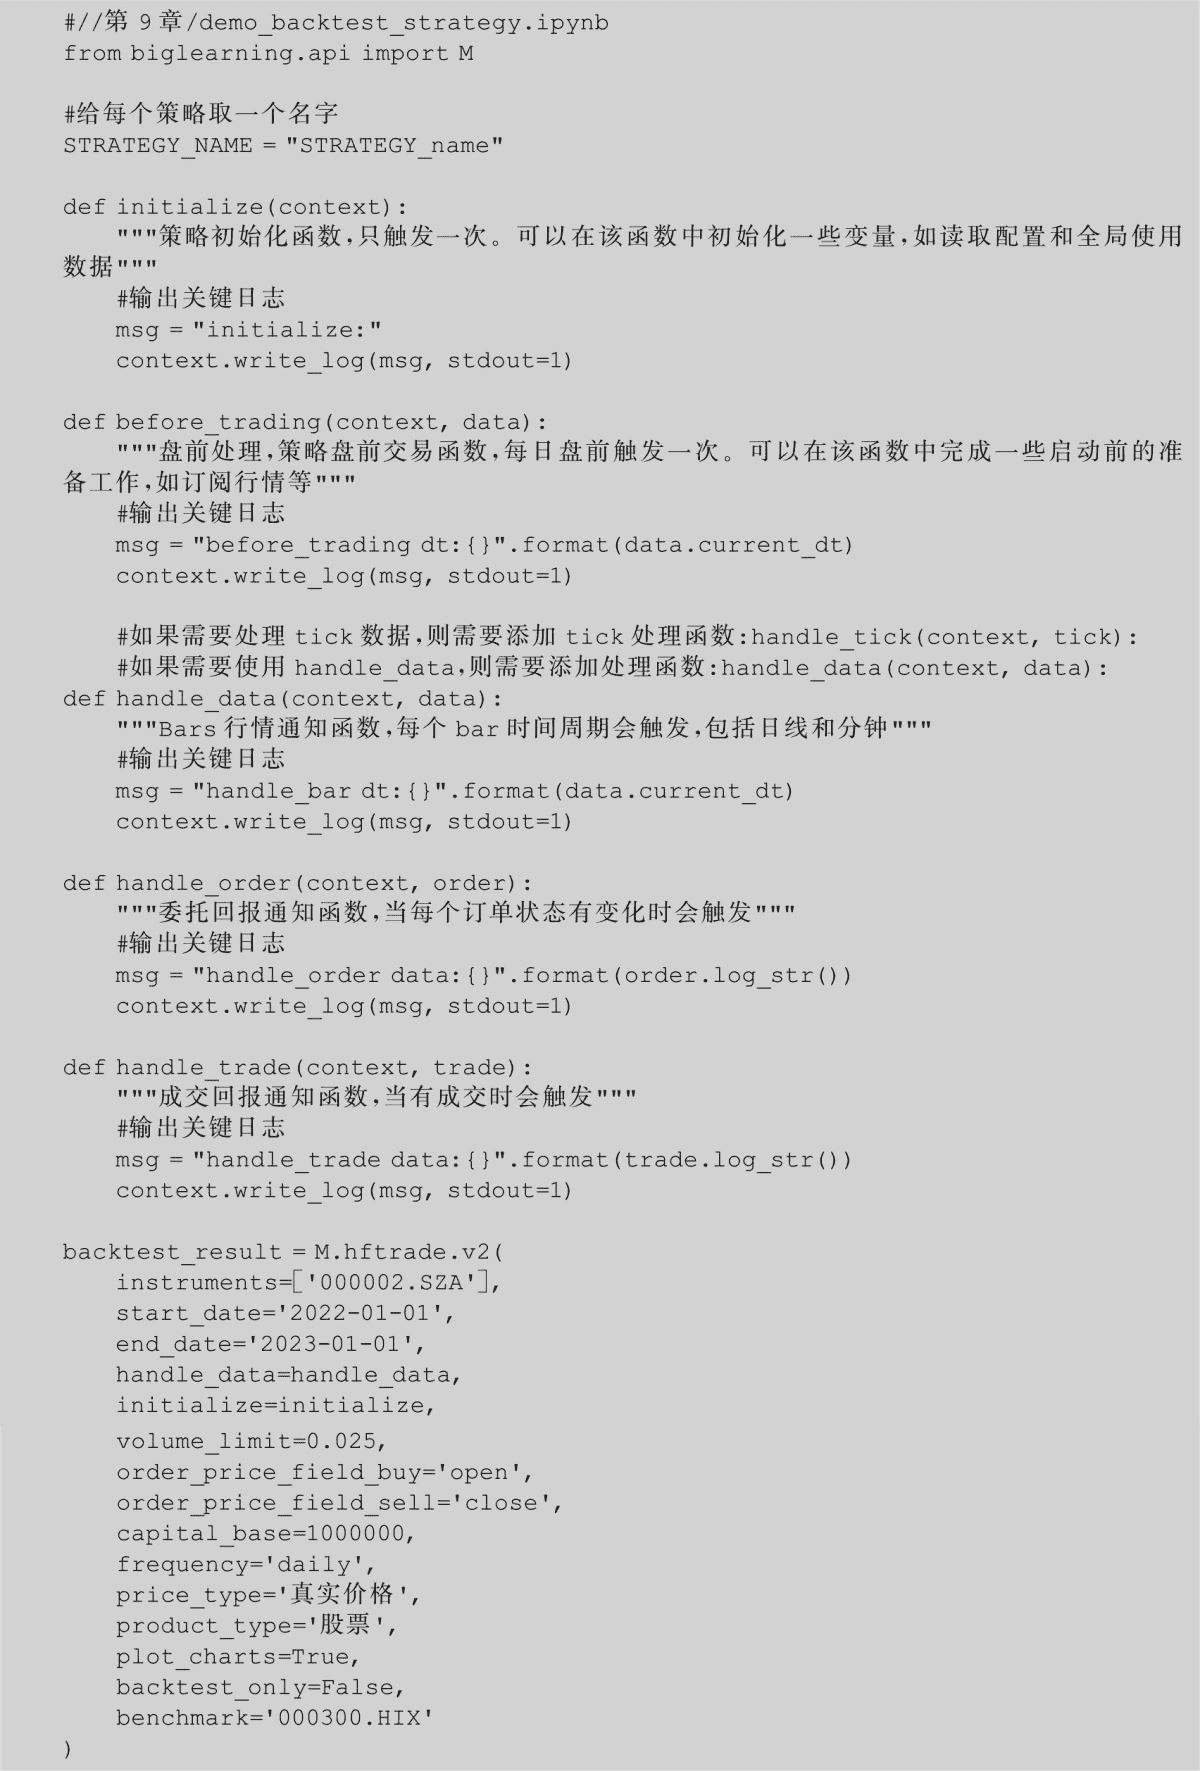 #//第 9 章/demo_backtest_strategy.ipynb
from biglearning.api import M

#给每个策略取一个名字
STRATEGY_NAME = "STRATEGY_name"

def initialize(context):
    """策略初始化函数,只触发一次。可以在该函数中初始化一些变量,如读取配置和全局使用
数据"""
    #输出关键日志
    msg = "initialize:"
    context.write_log(msg, stdout=1)

def before_trading(context, data):
    """盘前处理,策略盘前交易函数,每日盘前触发一次。可以在该函数中完成一些启动前的准
备工作,如订阅行情等"""
    #输出关键日志
    msg = "before_trading dt:{}".format(data.current_dt)
    context.write_log(msg, stdout=1)

    #如果需要处理 tick 数据,则需要添加 tick 处理函数:handle_tick(context, tick):
    #如果需要使用 handle_data,则需要添加处理函数:handle_data(context, data):
def handle_data(context, data):
    """Bars 行情通知函数,每个 bar 时间周期会触发,包括日线和分钟"""
    #输出关键日志
    msg = "handle_bar dt:{}".format(data.current_dt)
    context.write_log(msg, stdout=1)

def handle_order(context, order):
    """委托回报通知函数,当每个订单状态有变化时会触发"""
    #输出关键日志
    msg = "handle_order data:{}".format(order.log_str())
    context.write_log(msg, stdout=1)

def handle_trade(context, trade):
    """成交回报通知函数,当有成交时会触发"""
    #输出关键日志
    msg = "handle_trade data:{}".format(trade.log_str())
    context.write_log(msg, stdout=1)

backtest_result = M.hftrade.v2(
    instruments=['000002.SZA'],
    start_date='2022-01-01',
    end_date='2023-01-01',
    handle_data=handle_data,
    initialize=initialize,
    volume_limit=0.025,
    order_price_field_buy='open',
    order_price_field_sell='close',
    capital_base=1000000,
    frequency='daily',
    price_type='真实价格',
    product_type='股票',
    plot_charts=True,
    backtest_only=False,
    benchmark='000300.HIX'
)